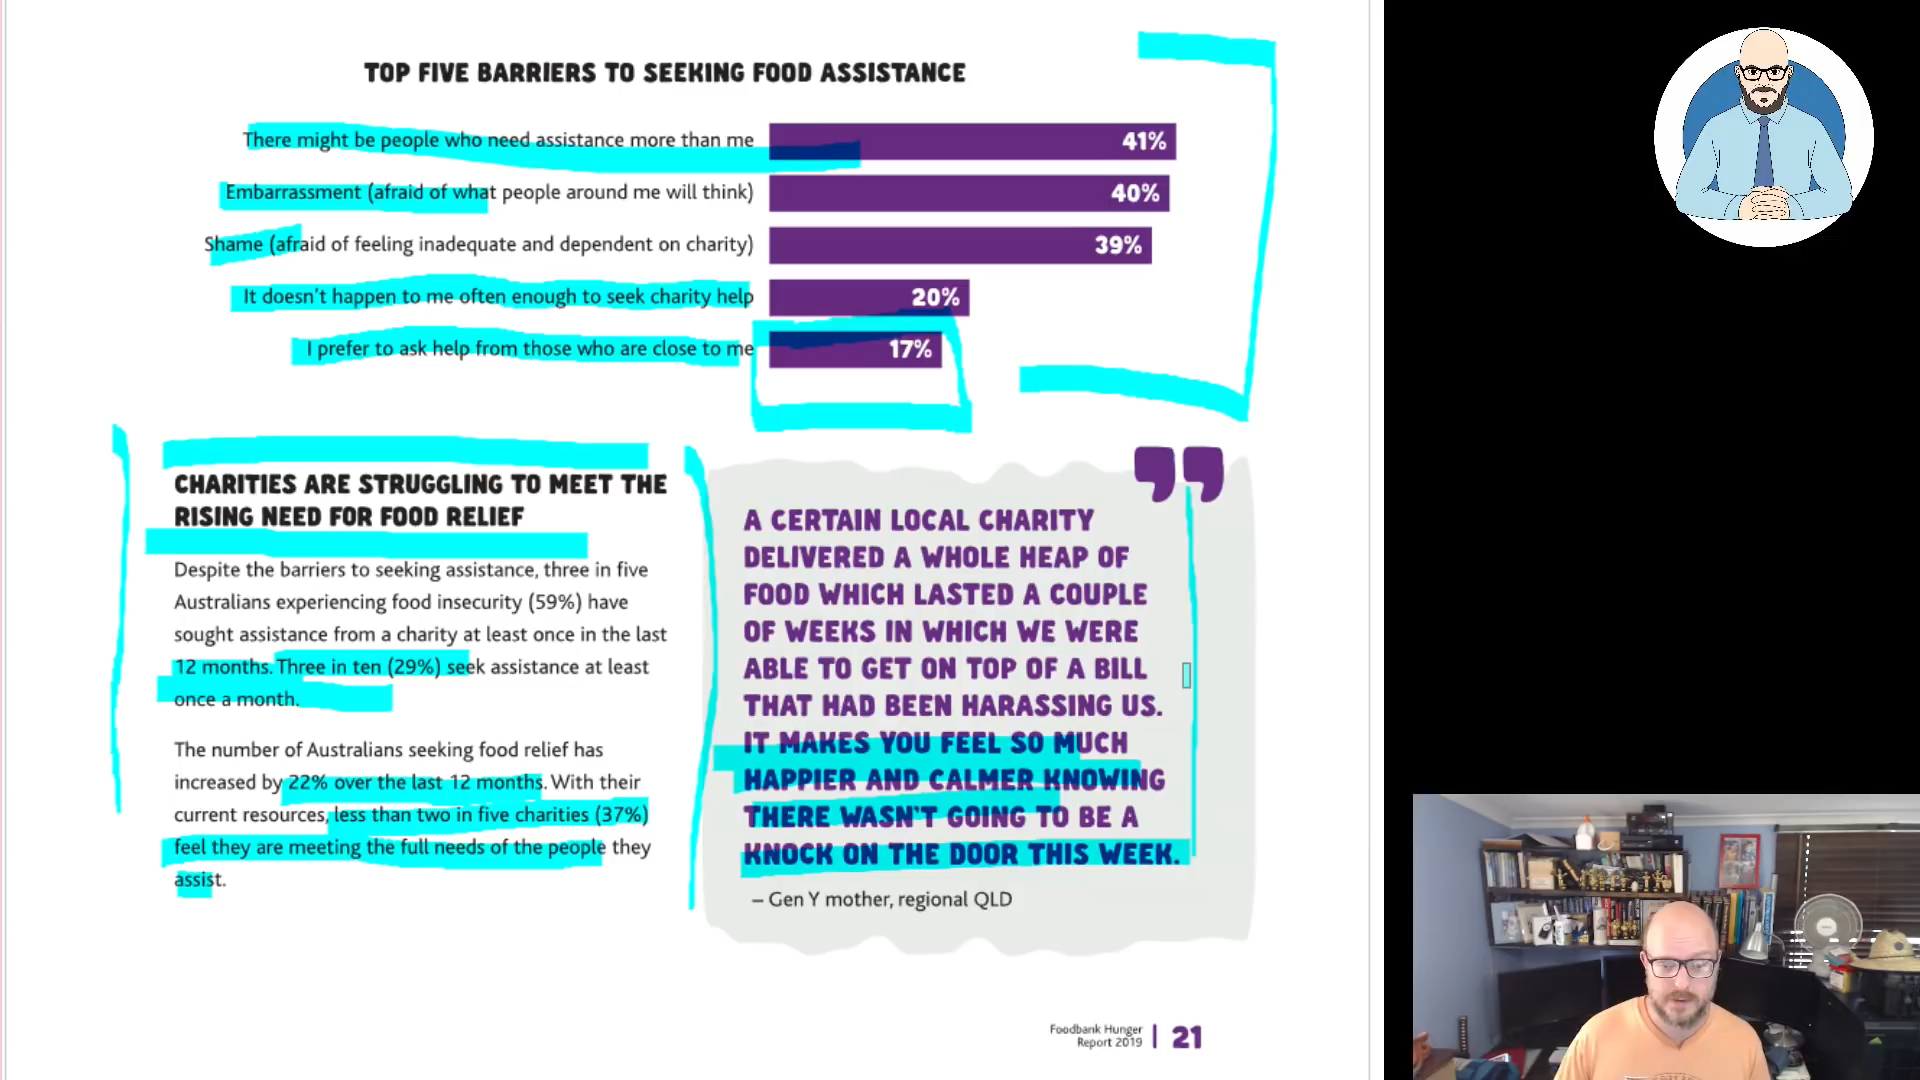 TOP FIVE BARRIERS TO SEEKING FOOD ASSISTANCE
There might be people who need assistance more than me 41%
Embarrassment (afraid of what people around me will think) 40%
Shame (afraid of feeling inadequate and dependent on charity) 39%
It doesn't happen to me often enough to seek charity help 20%
I prefer to ask help from those who are close to me 17%
CHARITIES ARE STRUGGLING TO MEET THE
RISING NEED FOR FOOD RELIEF
Despite the barriers to seeking assistance, three in five
Australians experiencing food insecurity (59%) have
sought assistance from a charity at least once in the last
12 months. Three in ten (29%) seek assistance at least
once a month.
The number of Australians seeking food relief has
increased by 22% over the last 12 months. With their
current resources, less than two in five charities (37%)
feel they are meeting the full needs of the people they
assist.
"
A CERTAIN LOCAL CHARITY
DELIVERED A WHOLE HEAP OF
FOOD WHICH LASTED A COUPLE
OF WEEKS IN WHICH WE WERE
ABLE TO GET ON TOP OF A BILL
THAT HAD BEEN HARASSING US.
IT MAKES YOU FEEL SO MUCH
HAPPIER AND CALMER KNOWING
THERE WASN'T GOING TO BE A
KNOCK ON THE DOOR THIS WEEK.
– Gen Y mother, regional QLD
Foodbank Hunger
Report 2019 | 21